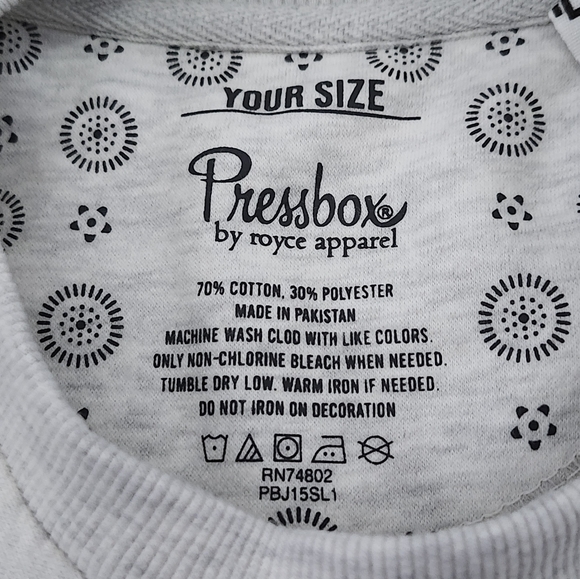 YOUR SIZE
Pressbox®
by royce apparel
70% COTTON, 30% POLYESTER
MADE IN PAKISTAN
MACHINE WASH CLOD WITH LIKE COLORS.
ONLY NON-CHLORINE BLEACH WHEN NEEDED.
TUMBLE DRY LOW. WARM IRON IF NEEDED.
DO NOT IRON ON DECORATION
RN74802
PBJ15SL1